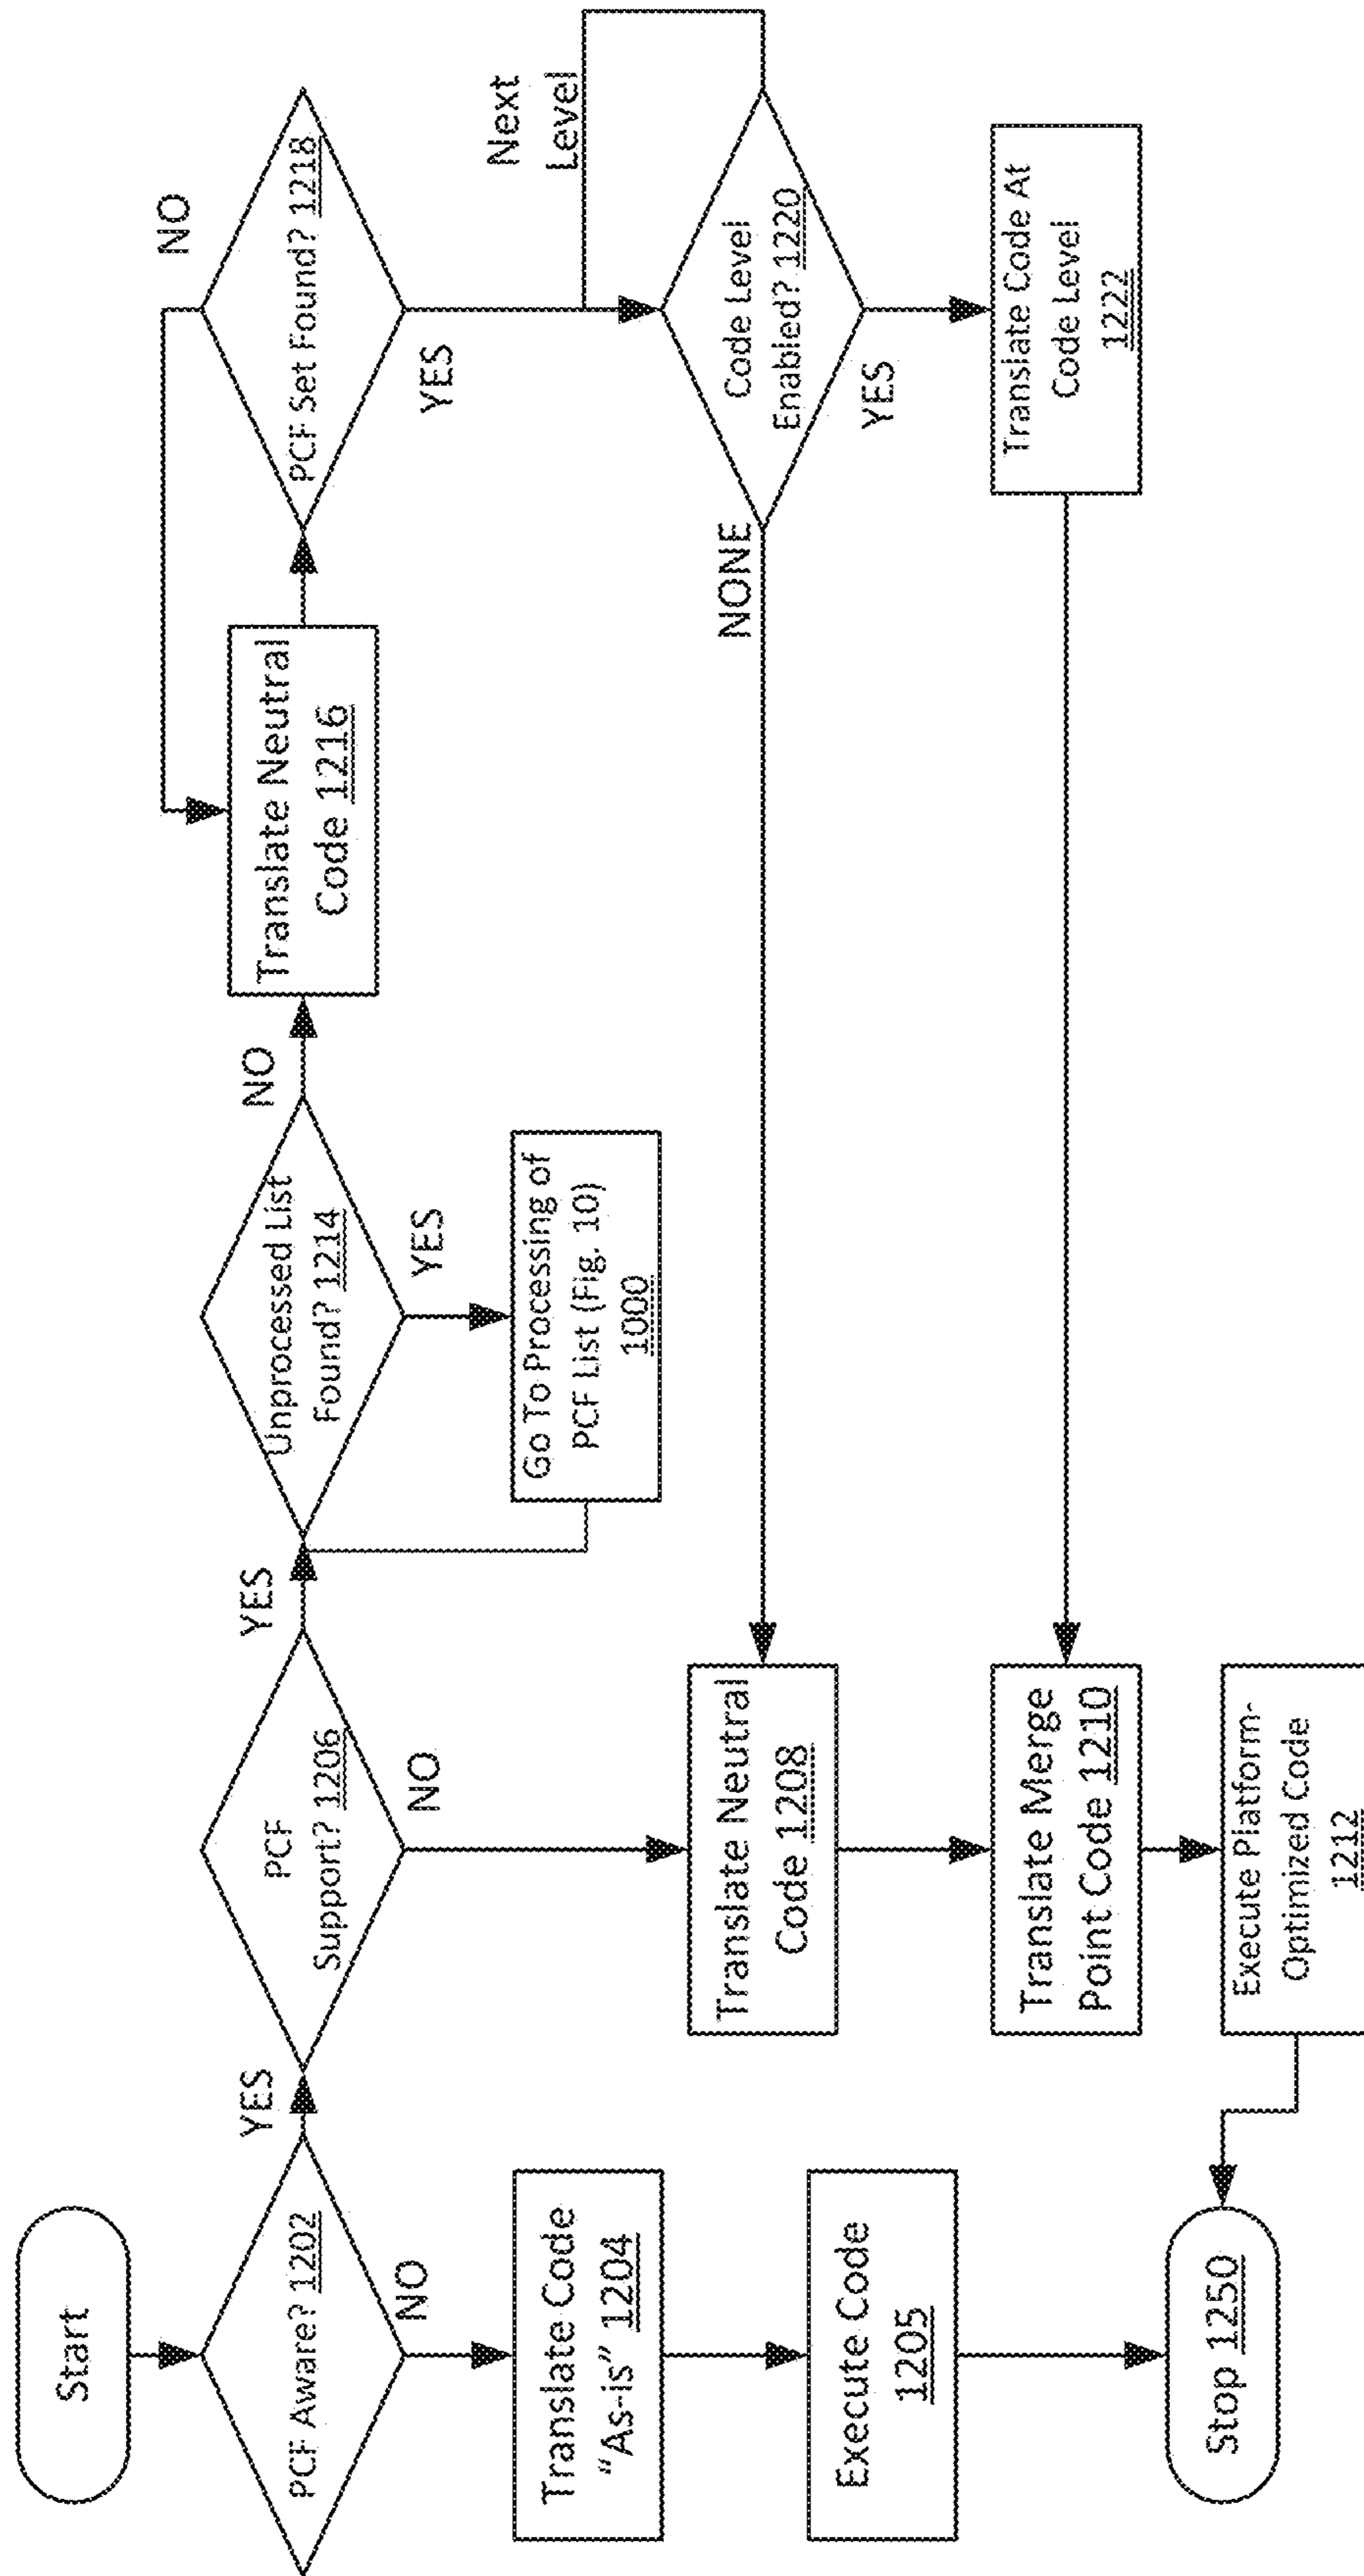 Start
PCF Aware? 1202
YES
NO
Translate Code
"As-is" 1204
Execute Code
1205
Stop 1250
PCF
Support? 1206
YES
NO
Translate Neutral
Code 1208
Translate Merge
Point Code 1210
Execute Platform-
Optimized Code
1212
Unprocessed List
Found? 1214
NO
YES
Go To Processing of
PCF List (Fig. 10)
1000
Translate Neutral
Code 1216
PCF Set Found? 1218
NO
YES
Next
Level
Code Level
Enabled? 1220
NONE
YES
Translate Code At
Code Level
1222